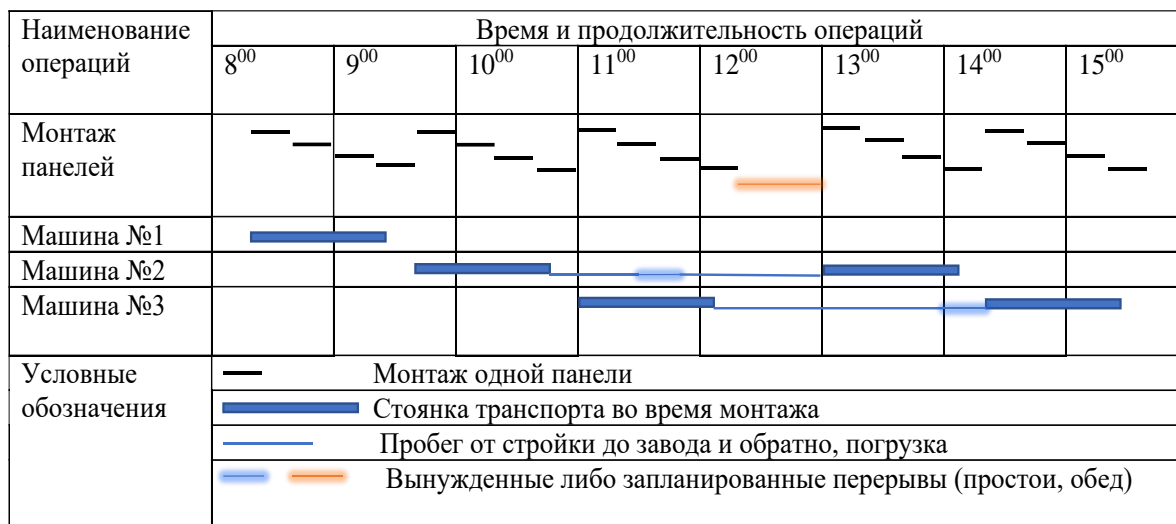 Наименование операций
Время и продолжительность операций
8⁰⁰ 9⁰⁰ 10⁰⁰ 11⁰⁰ 12⁰⁰ 13⁰⁰ 14⁰⁰ 15⁰⁰
Монтаж
панелей
Машина №1
Машина №2
Машина №3
Условные
обозначения
Монтаж одной панели
Стоянка транспорта во время монтажа
Пробег от стройки до завода и обратно, погрузка
Вынужденные либо запланированные перерывы (простои, обед)